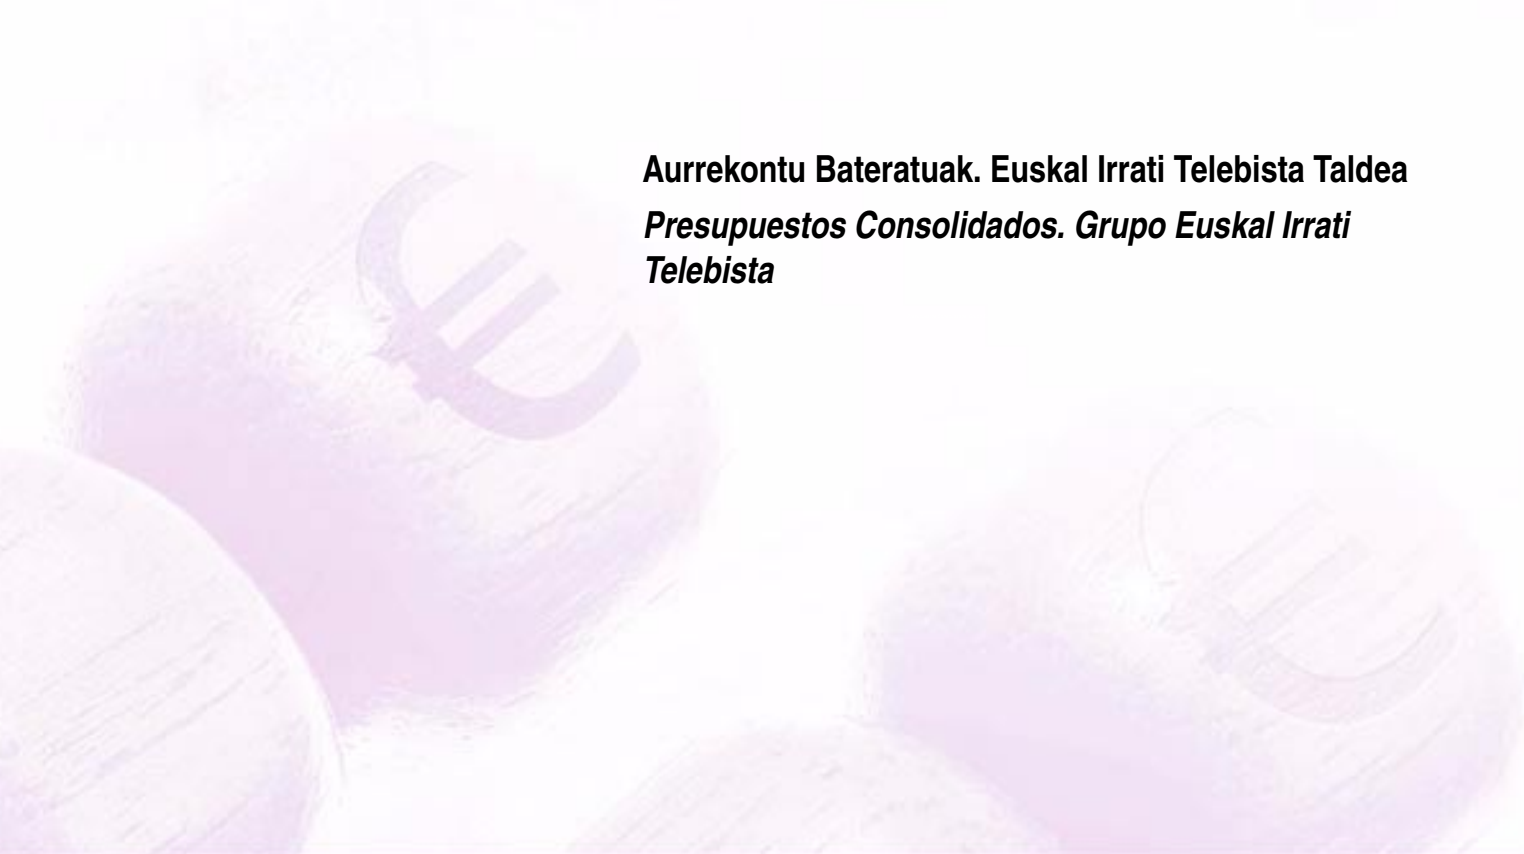 Aurrekontu Bateratuak. Euskal Irrati Telebista Taldea
Presupuestos Consolidados. Grupo Euskal Irrati
Telebista